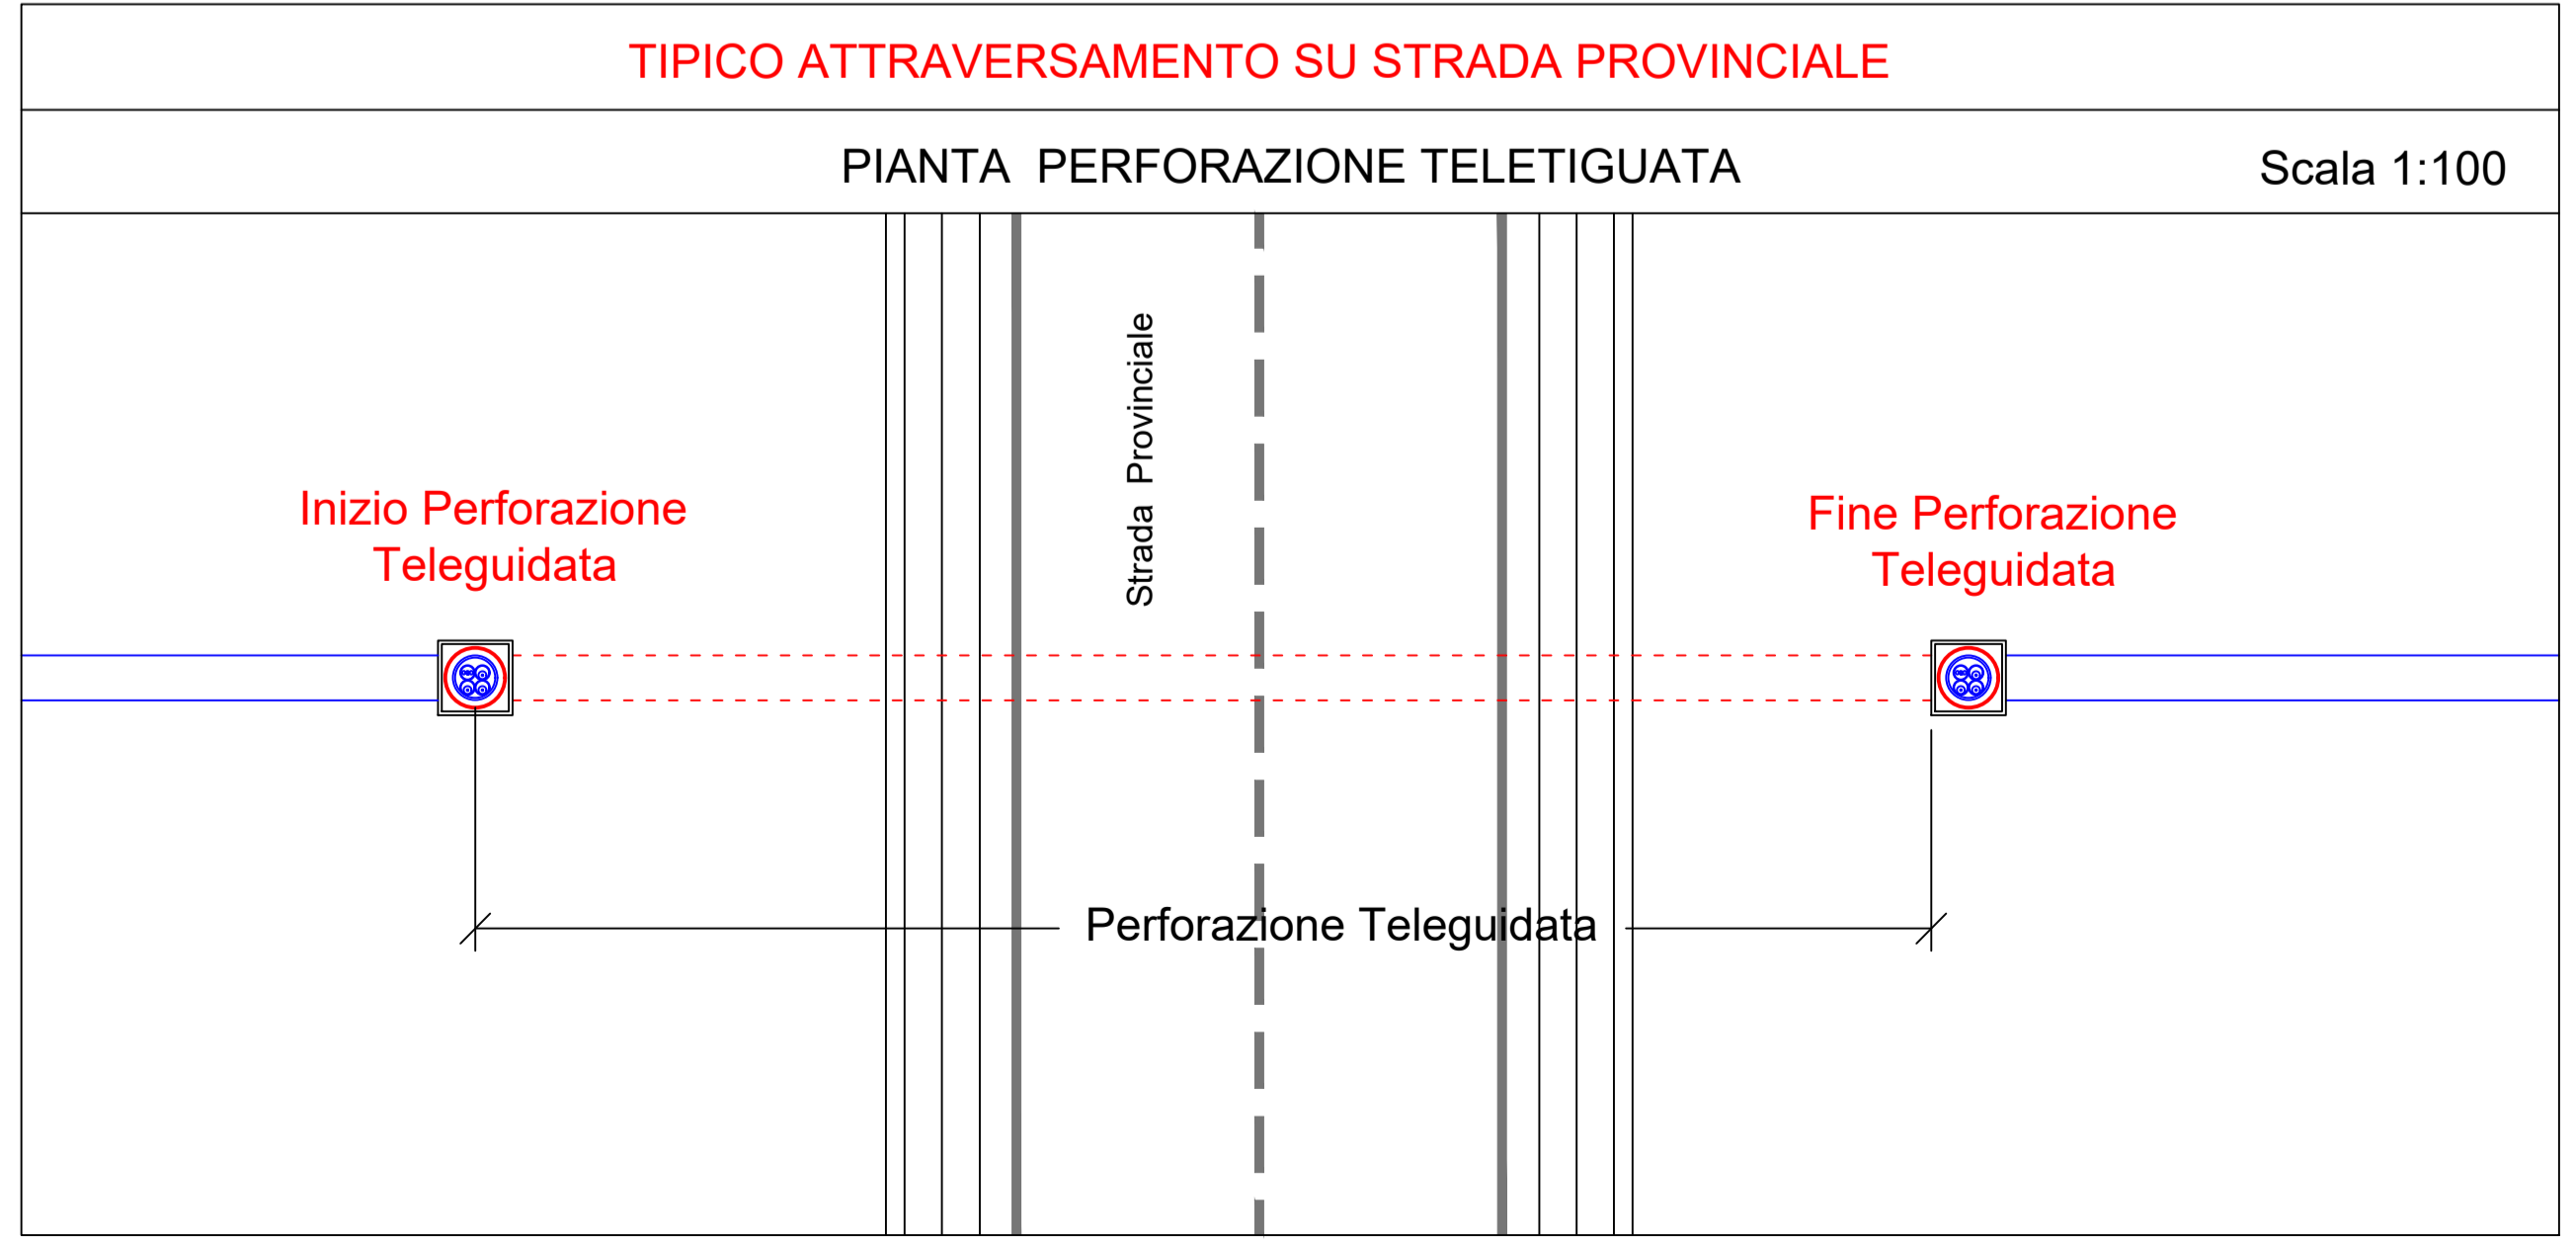 TIPICO ATTRAVERSAMENTO SU STRADA PROVINCIALE
PIANTA PERFORAZIONE TELETIGUATA
Scala 1:100
Strada Provinciale
Inizio Perforazione
Teleguidata
Fine Perforazione
Teleguidata
Perforazione Teleguidata